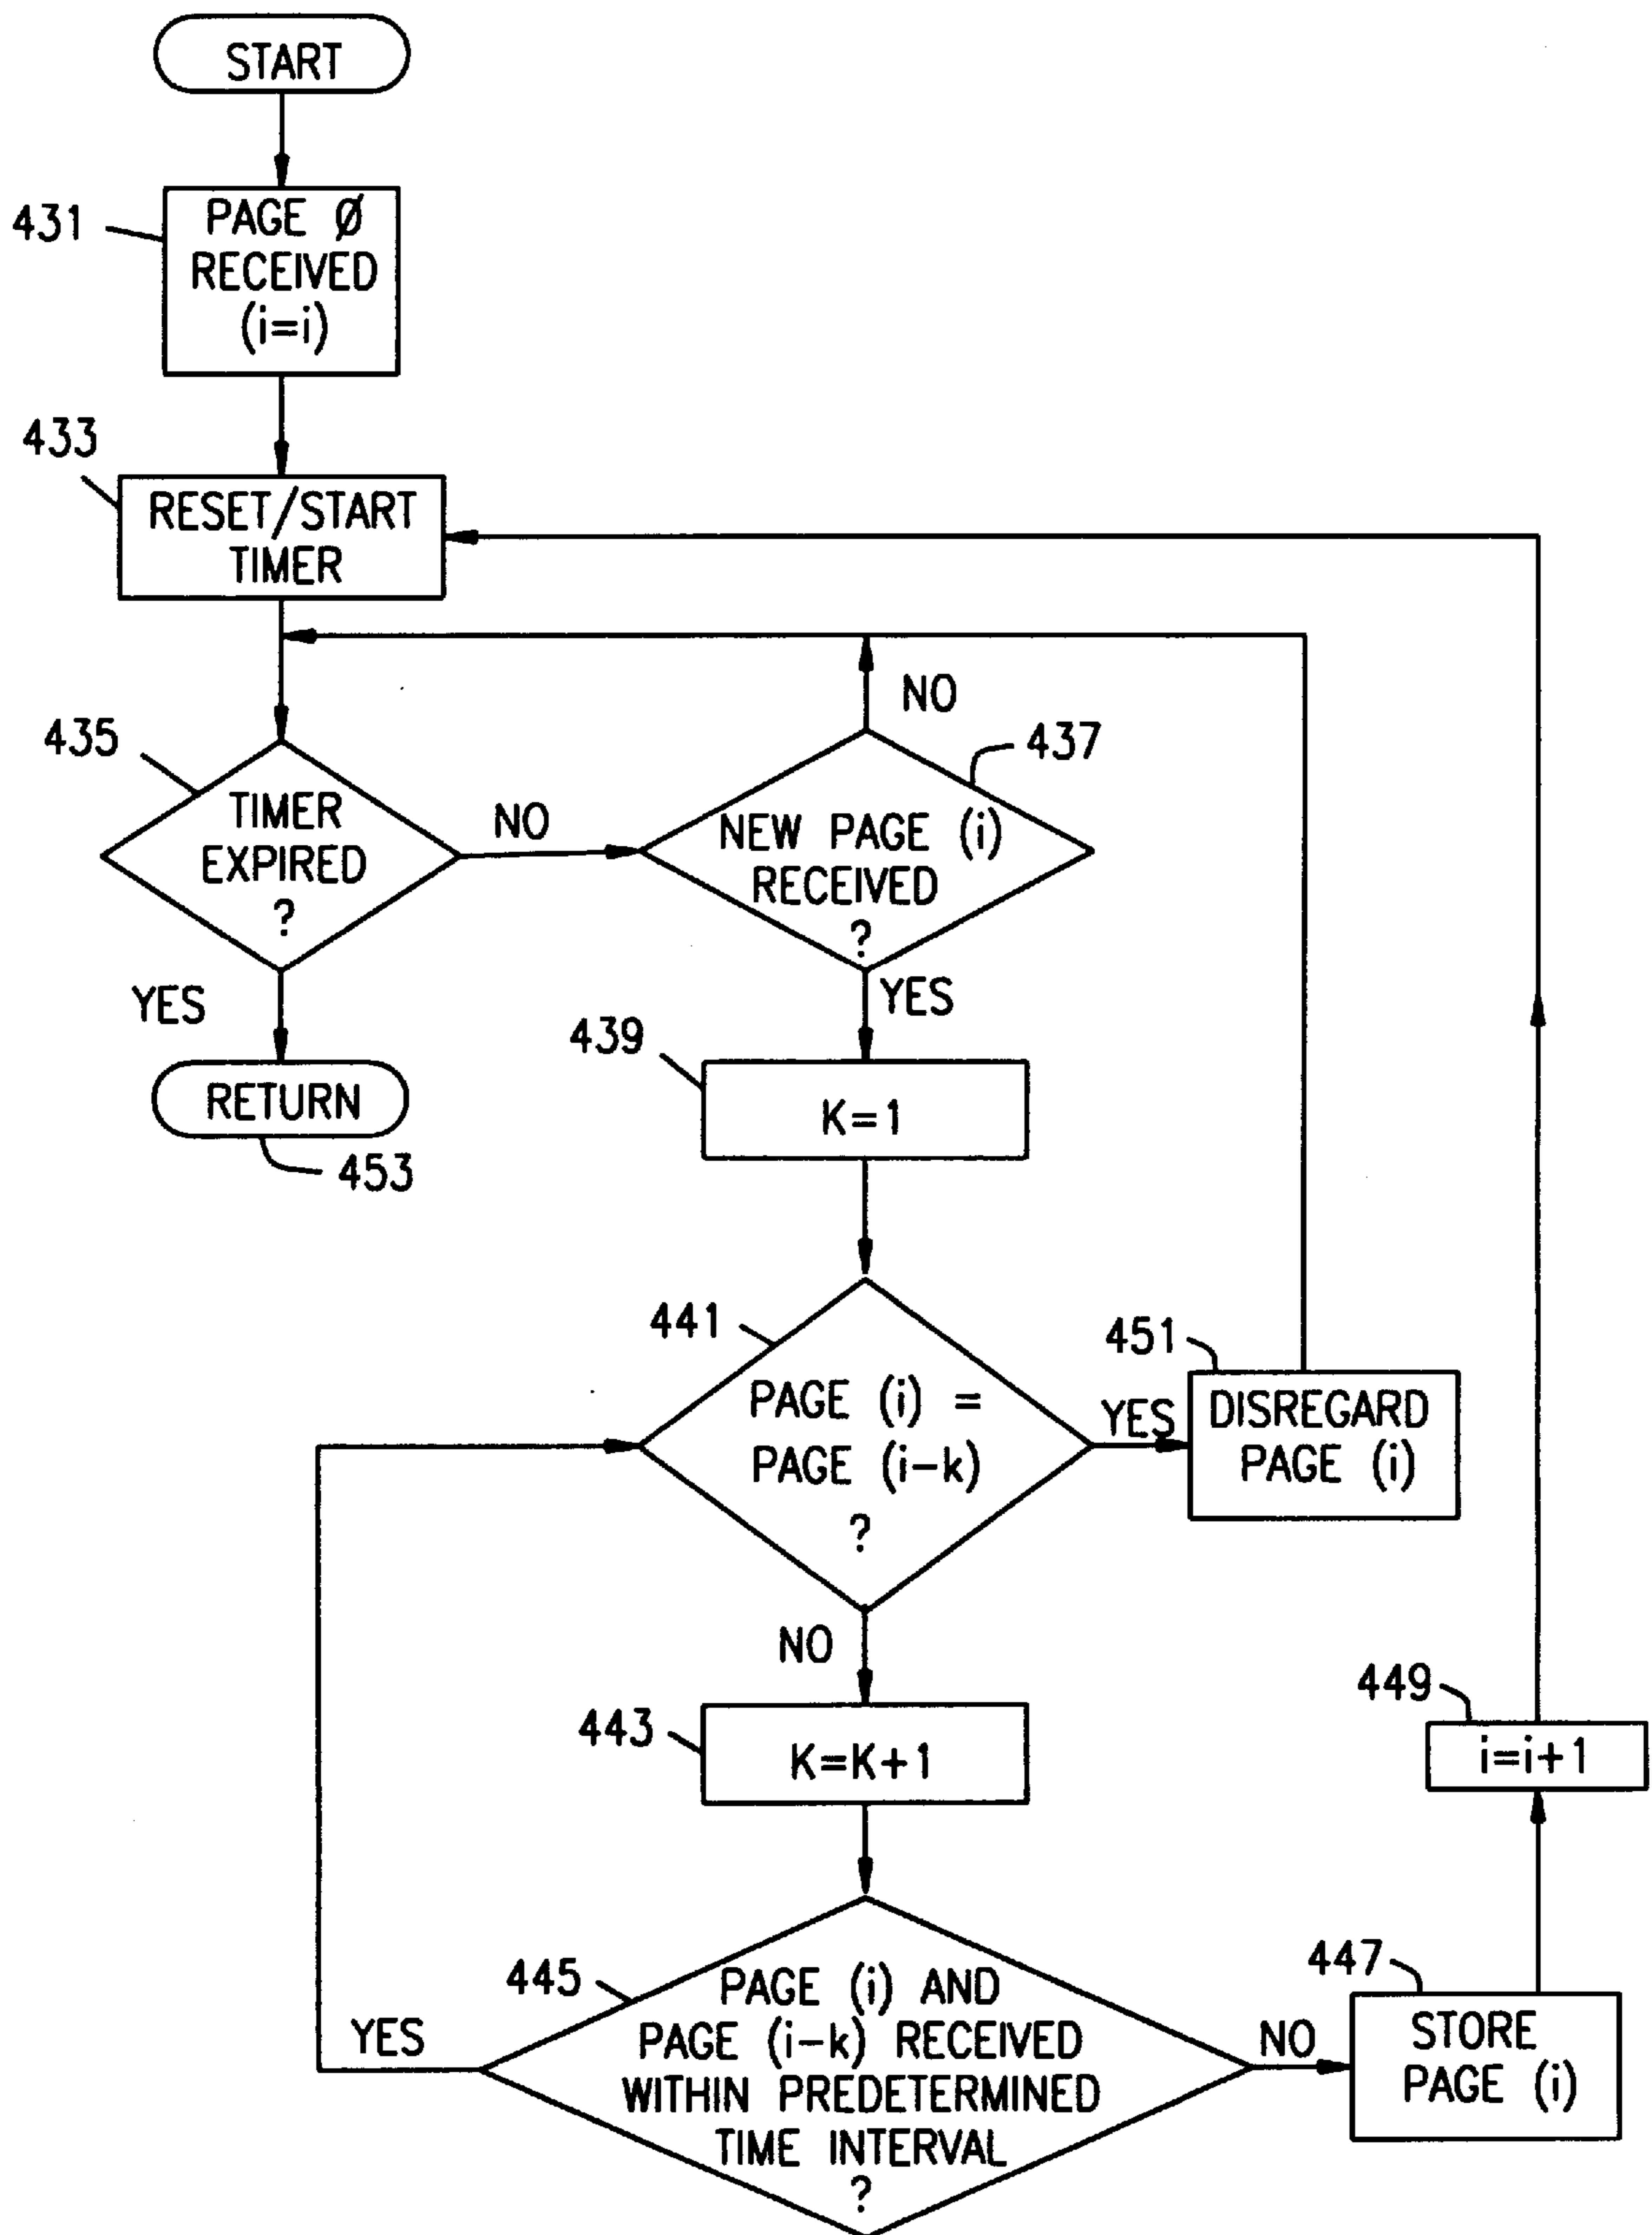 START
431
PAGE Ø
RECEIVED
(i=i)
433
RESET/START
TIMER
435
TIMER
EXPIRED
?
NO
YES
RETURN
453
NO
437
NEW PAGE (i)
RECEIVED
?
YES
439
K=1
441
PAGE (i) =
PAGE (i-k)
?
YES
451
DISREGARD
PAGE (i)
NO
443
K=K+1
449
i=i+1
445
PAGE (i) AND
PAGE (i-k) RECEIVED
WITHIN PREDETERMINED
TIME INTERVAL
?
YES
NO
447
STORE
PAGE (i)